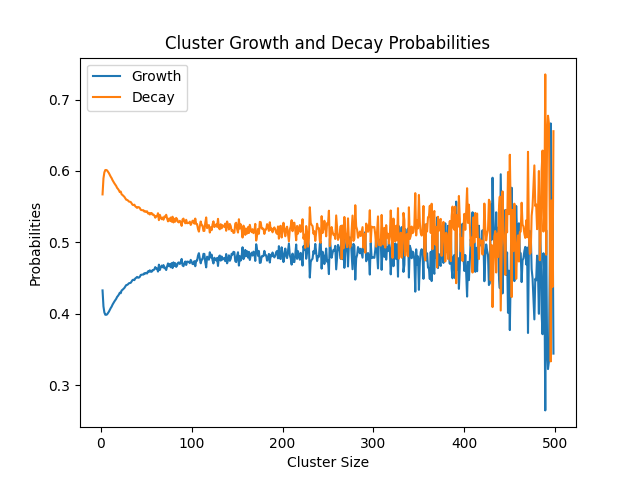 Cluster Growth and Decay Probabilities
Growth
Decay
Probabilities
0.7
0.6
0.5
0.4
0.3
0
100
200
300
400
500
Cluster Size